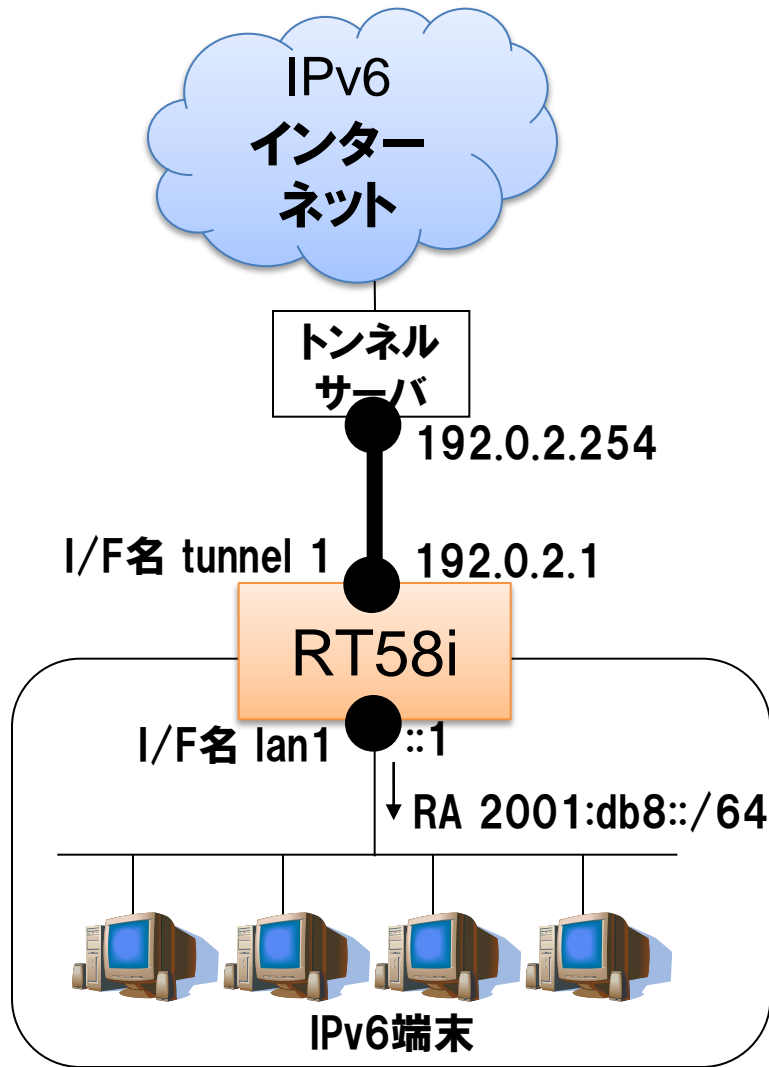 IPv6
インター
ネット
トンネル
サーバ
192.0.2.254
I/F名 tunnel 1
192.0.2.1
RT58i
I/F名 lan1
::1
RA 2001:db8::/64
IPv6端末